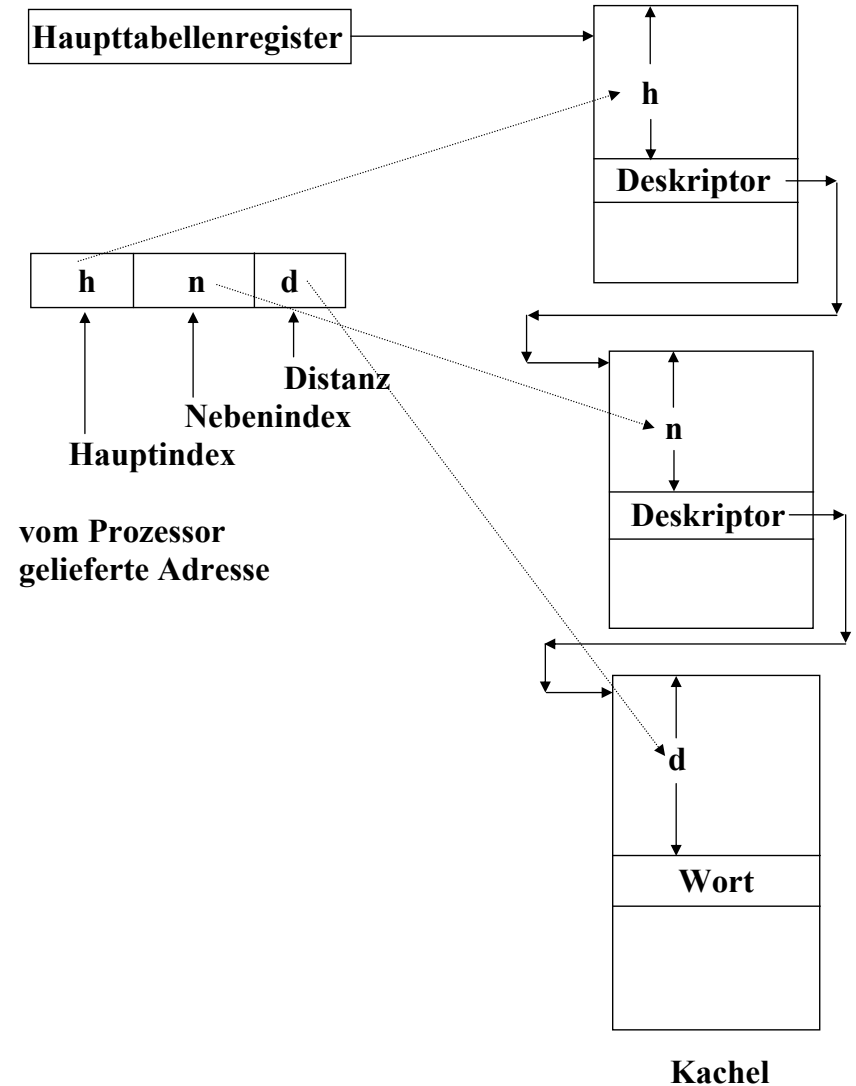 Haupttabellenregister
h
Deskriptor
h n d
Distanz
Nebenindex
Hauptindex
vom Prozessor
gelieferte Adresse
n
Deskriptor
d
Wort
Kachel